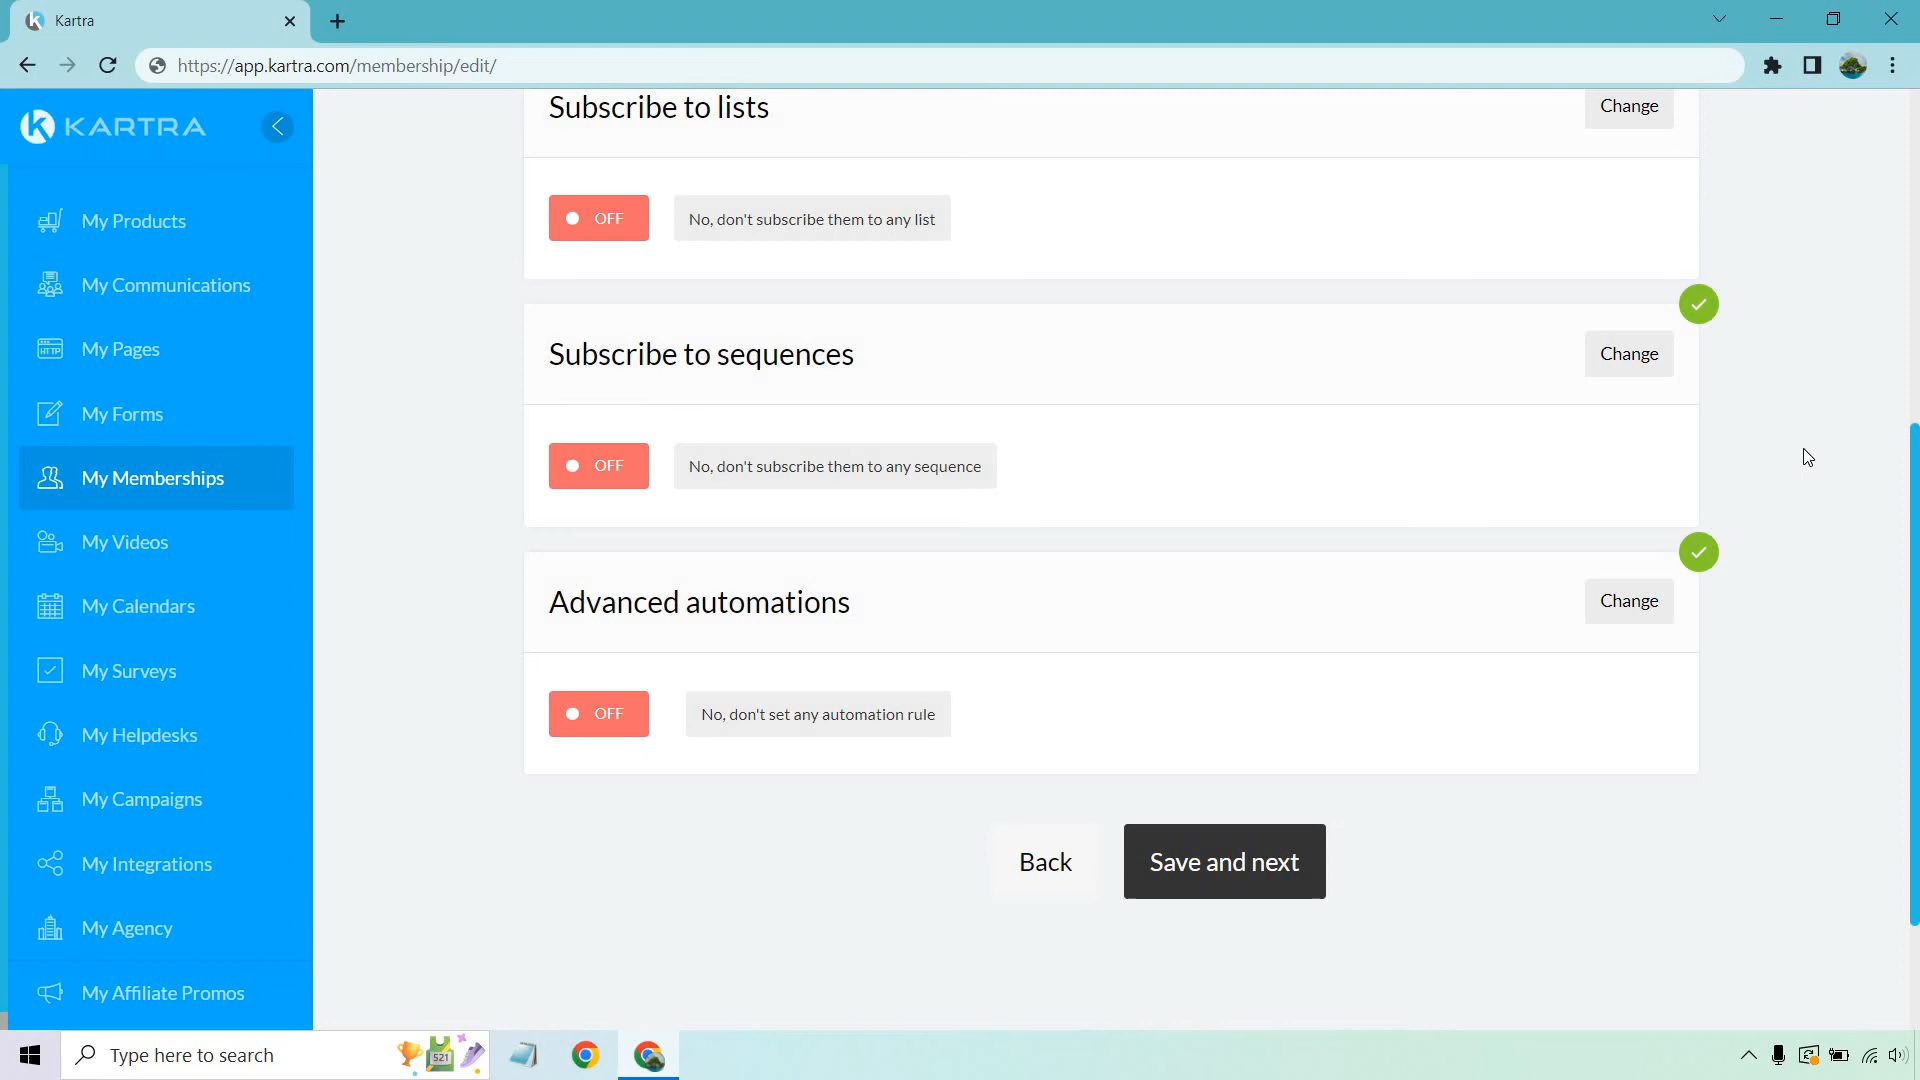 Kartra
https://app.kartra.com/membership/edit/
KARTRA
My Products
My Communications
HTTP
My Pages
My Forms
My Memberships
My Videos
My Calendars
My Surveys
My Helpdesks
My Campaigns
My Integrations
My Agency
My Affiliate Promos
Subscribe to lists
Change
OFF
No, don't subscribe them to any list
Subscribe to sequences
Change
OFF
No, don't subscribe them to any sequence
Advanced automations
Change
OFF
No, don't set any automation rule
Back
Save and next
Type here to search
521